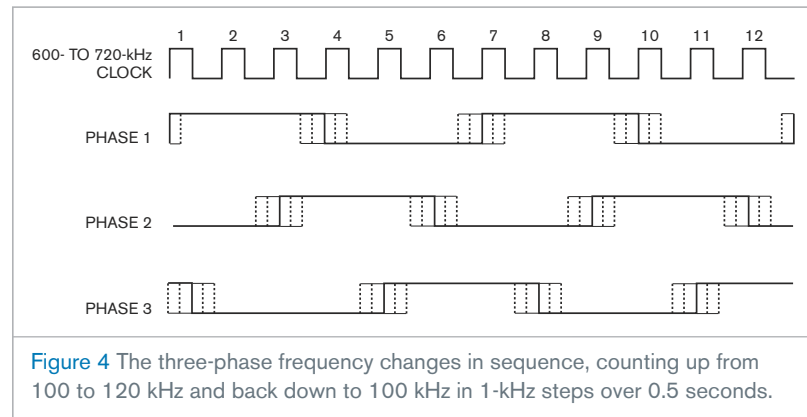 1 2 3 4 5 6 7 8 9 10 11 12
600- TO 720-kHz
CLOCK
PHASE 1
PHASE 2
PHASE 3
Figure 4 The three-phase frequency changes in sequence, counting up from
100 to 120 kHz and back down to 100 kHz in 1-kHz steps over 0.5 seconds.